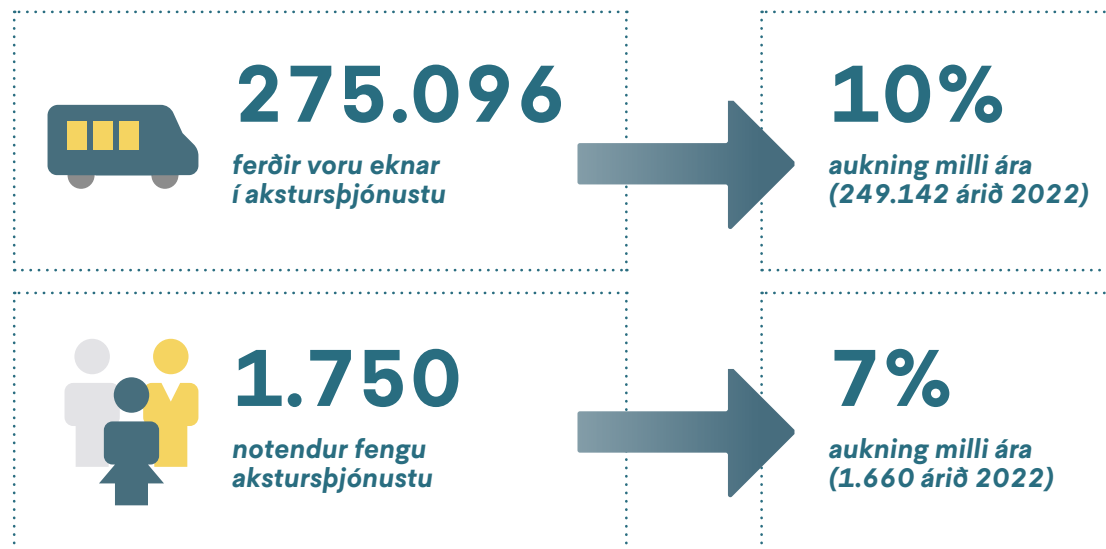 275.096
ferðir voru eknar
í akstursþjónustu
10%
aukning milli ára
(249.142 árið 2022)
1.750
notendur fengu
akstursþjónustu
7%
aukning milli ára
(1.660 árið 2022)